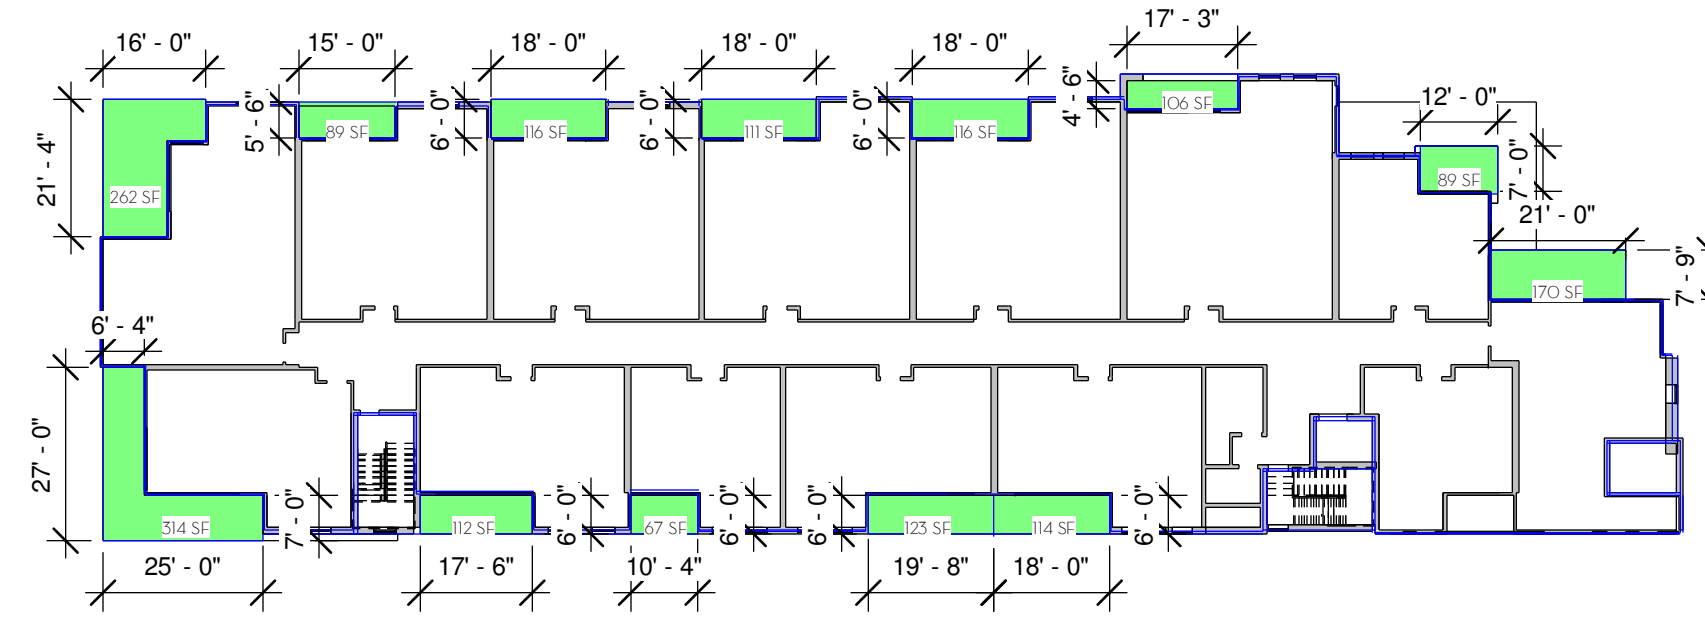 17' - 3"
16' - 0"
15' - 0"
18' - 0"
18' - 0"
18' - 0"
12' - 0"
21' - 4"
5' - 6"
6' - 0"
6' - 0"
6' - 0"
4' - 6"
106 SF
89 SF
116 SF
111 SF
116 SF
7' - 0"
89 SF
262 SF
21' - 0"
170 SF
7' - 9"
6' - 4"
27' - 0"
314 SF
7' - 0"
112 SF
6' - 0"
67 SF
6' - 0"
6' - 0"
123 SF
114 SF
6' - 0"
25' - 0"
17' - 6"
10' - 4"
19' - 8"
18' - 0"